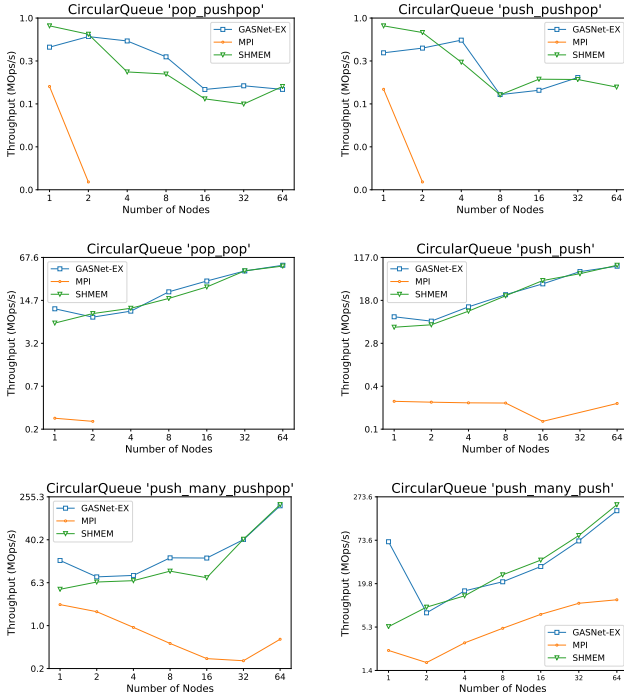 CircularQueue 'pop_pushpop'
1.0
0.3
0.1
0.0
0.0
Throughput (MOps/s)
GASNet-EX
MPI
SHMEM
1 2 4 8 16 32 64
Number of Nodes
CircularQueue 'push_pushpop'
1.0
0.3
0.1
0.0
0.0
Throughput (MOps/s)
GASNet-EX
MPI
SHMEM
1 2 4 8 16 32 64
Number of Nodes
CircularQueue 'pop_pop'
67.6
14.7
3.2
0.7
0.2
Throughput (MOps/s)
GASNet-EX
MPI
SHMEM
1 2 4 8 16 32 64
Number of Nodes
CircularQueue 'push_push'
117.0
18.0
2.8
0.4
0.1
Throughput (MOps/s)
GASNet-EX
MPI
SHMEM
1 2 4 8 16 32 64
Number of Nodes
CircularQueue 'push_many_pushpop'
255.3
40.2
6.3
1.0
0.2
Throughput (MOps/s)
GASNet-EX
MPI
SHMEM
1 2 4 8 16 32 64
Number of Nodes
CircularQueue 'push_many_push'
273.6
73.6
19.8
5.3
1.4
Throughput (MOps/s)
GASNet-EX
MPI
SHMEM
1 2 4 8 16 32 64
Number of Nodes